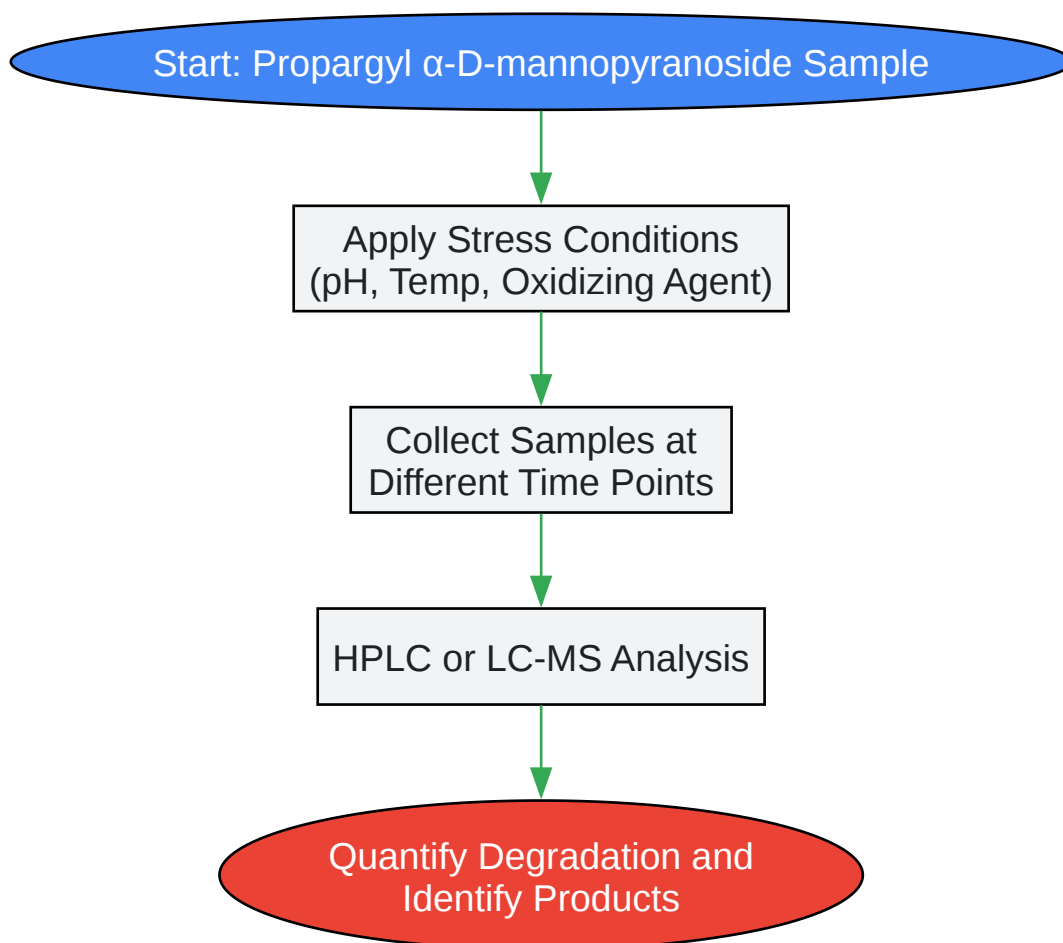 Start: Propargyl α-D-mannopyranoside Sample
Apply Stress Conditions
(pH, Temp, Oxidizing Agent)
Collect Samples at
Different Time Points
HPLC or LC-MS Analysis
Quantify Degradation and
Identify Products